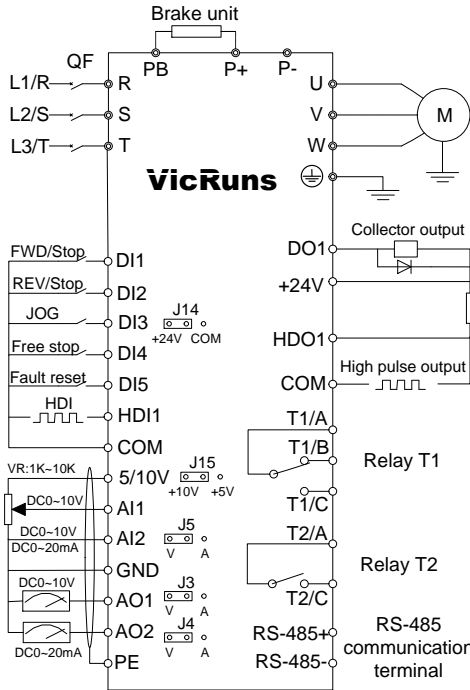 Brake unit
PB P+ P-
QF
L1/R R U
L2/S S V M
L3/T T W
VicRuns
Collector output
DO1
FWD/Stop DI1
+24V
REV/Stop DI2
J14
JOG DI3
+24V COM
HDO1
Free stop DI4
High pulse output
Fault reset DI5
COM
HDI HDI1
T1/A
COM
T1/B
Relay T1
VR:1K~10K 5/10V
J15
+10V +5V
T1/C
DC0~10V AI1
T2/A
DC0~10V AI2
DC0~20mA
J5
V A
GND
Relay T2
DC0~10V AO1
J3
V A
T2/C
AO2
J4
V A
DC0~20mA
RS-485+
RS-485
communication
terminal
PE
RS-485-